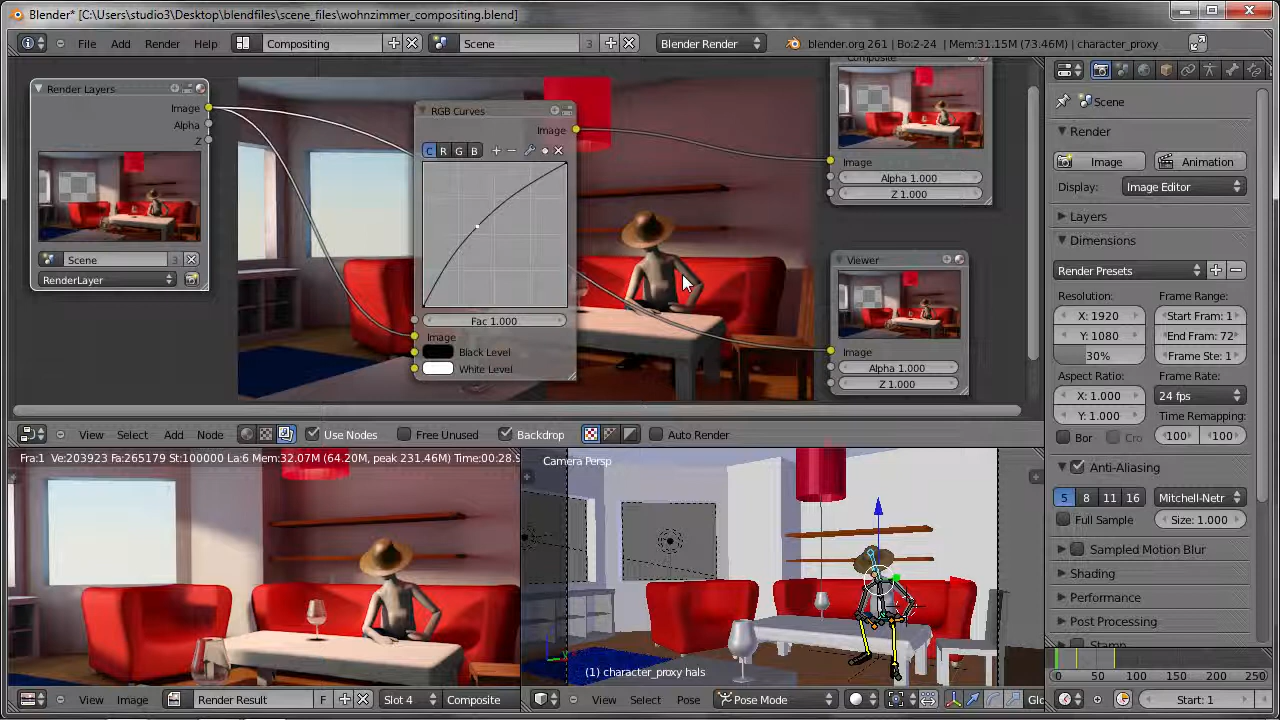 Blender* [C:\Users\studio3\Desktop\blendfiles\scene_files\wohnzimmer_compositing.blend]
File Add Render Help Compositing Scene 3 Blender Render blender.org 261 | Bo:2-24 | Mem:31.15M (73.46M) | character_proxy
Render Layers
Image
Alpha
Z
Scene 3
RenderLayer
RGB Curves
Image
C R G B
Fac 1.000
Image
Black Level
White Level
Composite
Image
Alpha 1.000
Z 1.000
Viewer
Image
Alpha 1.000
Z 1.000
View Select Add Node Use Nodes Free Unused Backdrop Auto Render
Fra:1 Ve:203923 Fa:265179 St:100000 La:6 Mem:32.07M (64.20M, peak 231.46M) Time:00:28.
View Image Render Result F Slot 4 Composite
Camera Persp
(1) character_proxy hals
View Select Pose Pose Mode Glo
Scene
Render
Image Animation
Display: Image Editor
Layers
Dimensions
Render Presets
Resolution: Frame Range:
X: 1920 Start Fram: 1
Y: 1080 End Fram: 72
30% Frame Ste: 1
Aspect Ratio: Frame Rate:
X: 1.000 24 fps
Y: 1.000 Time Remapping:
Bor Cro 100 100
Anti-Aliasing
5 8 11 16 Mitchell-Netr
Full Sample Size: 1.000
Sampled Motion Blur
Shading
Performance
Post Processing
Stamp
0 50 100 150 200 250
Start: 1